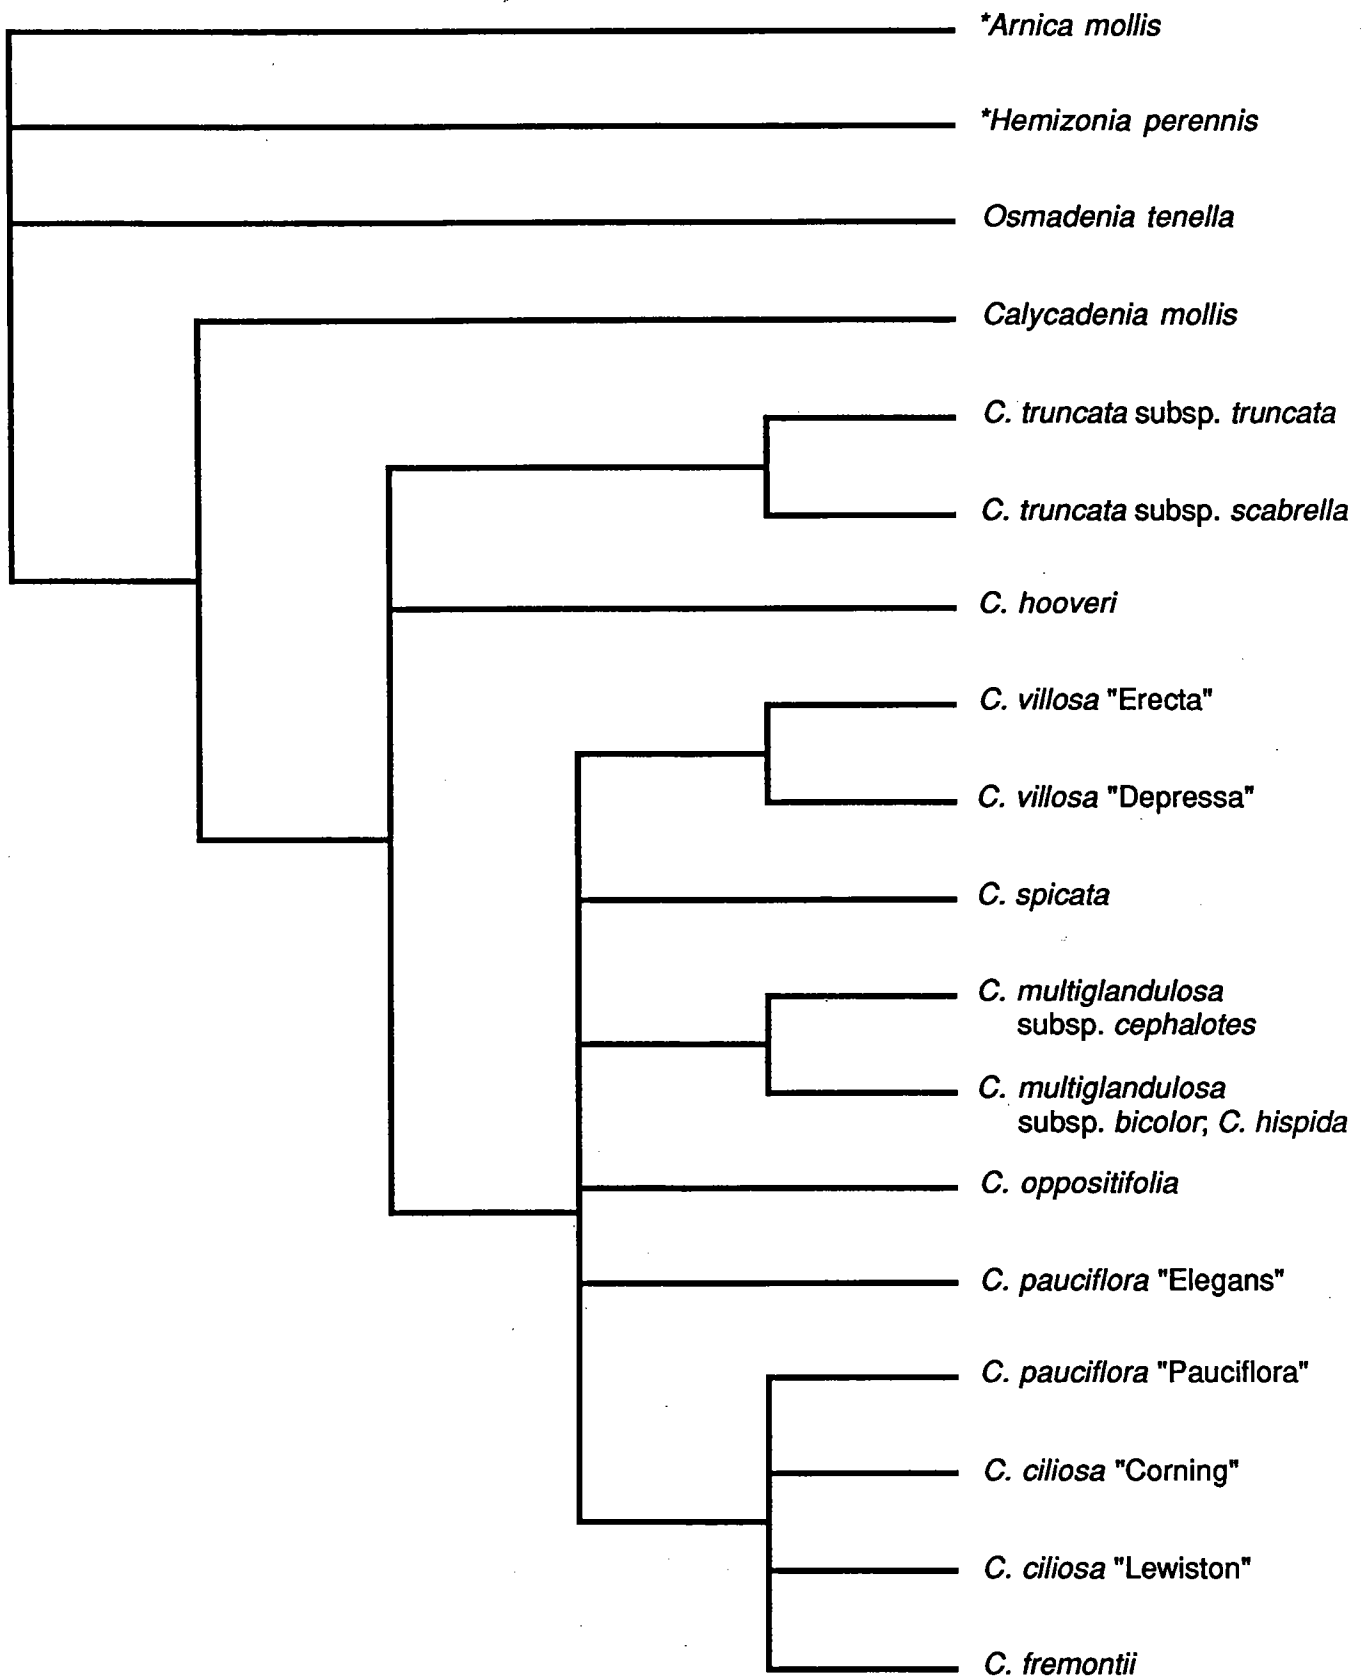 *Arnica mollis
*Hemizonia perennis
Osmadenia tenella
Calycadenia mollis
C. truncata subsp. truncata
C. truncata subsp. scabrella
C. hooveri
C. villosa "Erecta"
C. villosa "Depressa"
C. spicata
C. multiglandulosa
subsp. cephalotes
C. multiglandulosa
subsp. bicolor; C. hispida
C. oppositifolia
C. pauciflora "Elegans"
C. pauciflora "Pauciflora"
C. ciliosa "Corning"
C. ciliosa "Lewiston"
C. fremontii